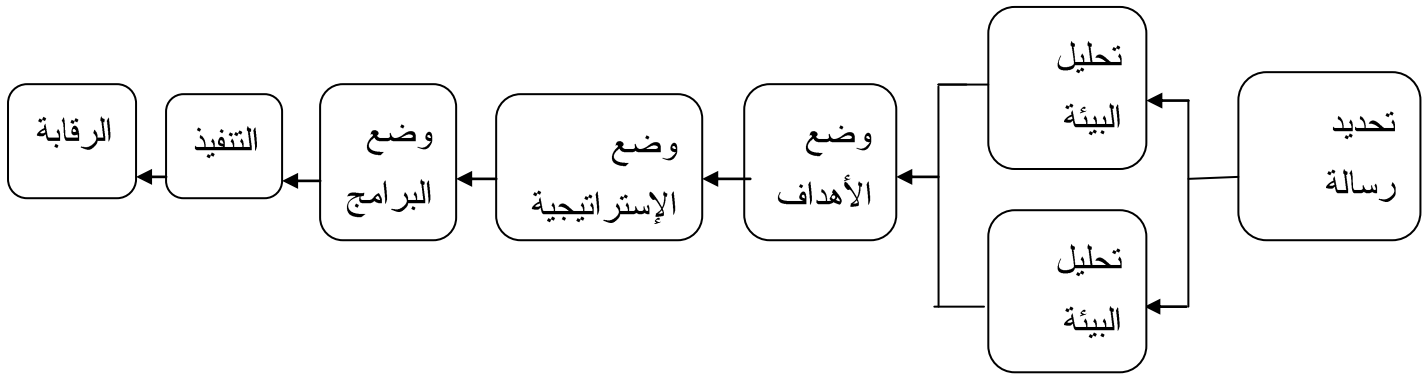 تحديد
رسالة
تحليل
البيئة
تحليل
البيئة
وضع
الأهداف
وضع
الإستراتيجية
وضع
البرامج
التنفيذ
الرقابة